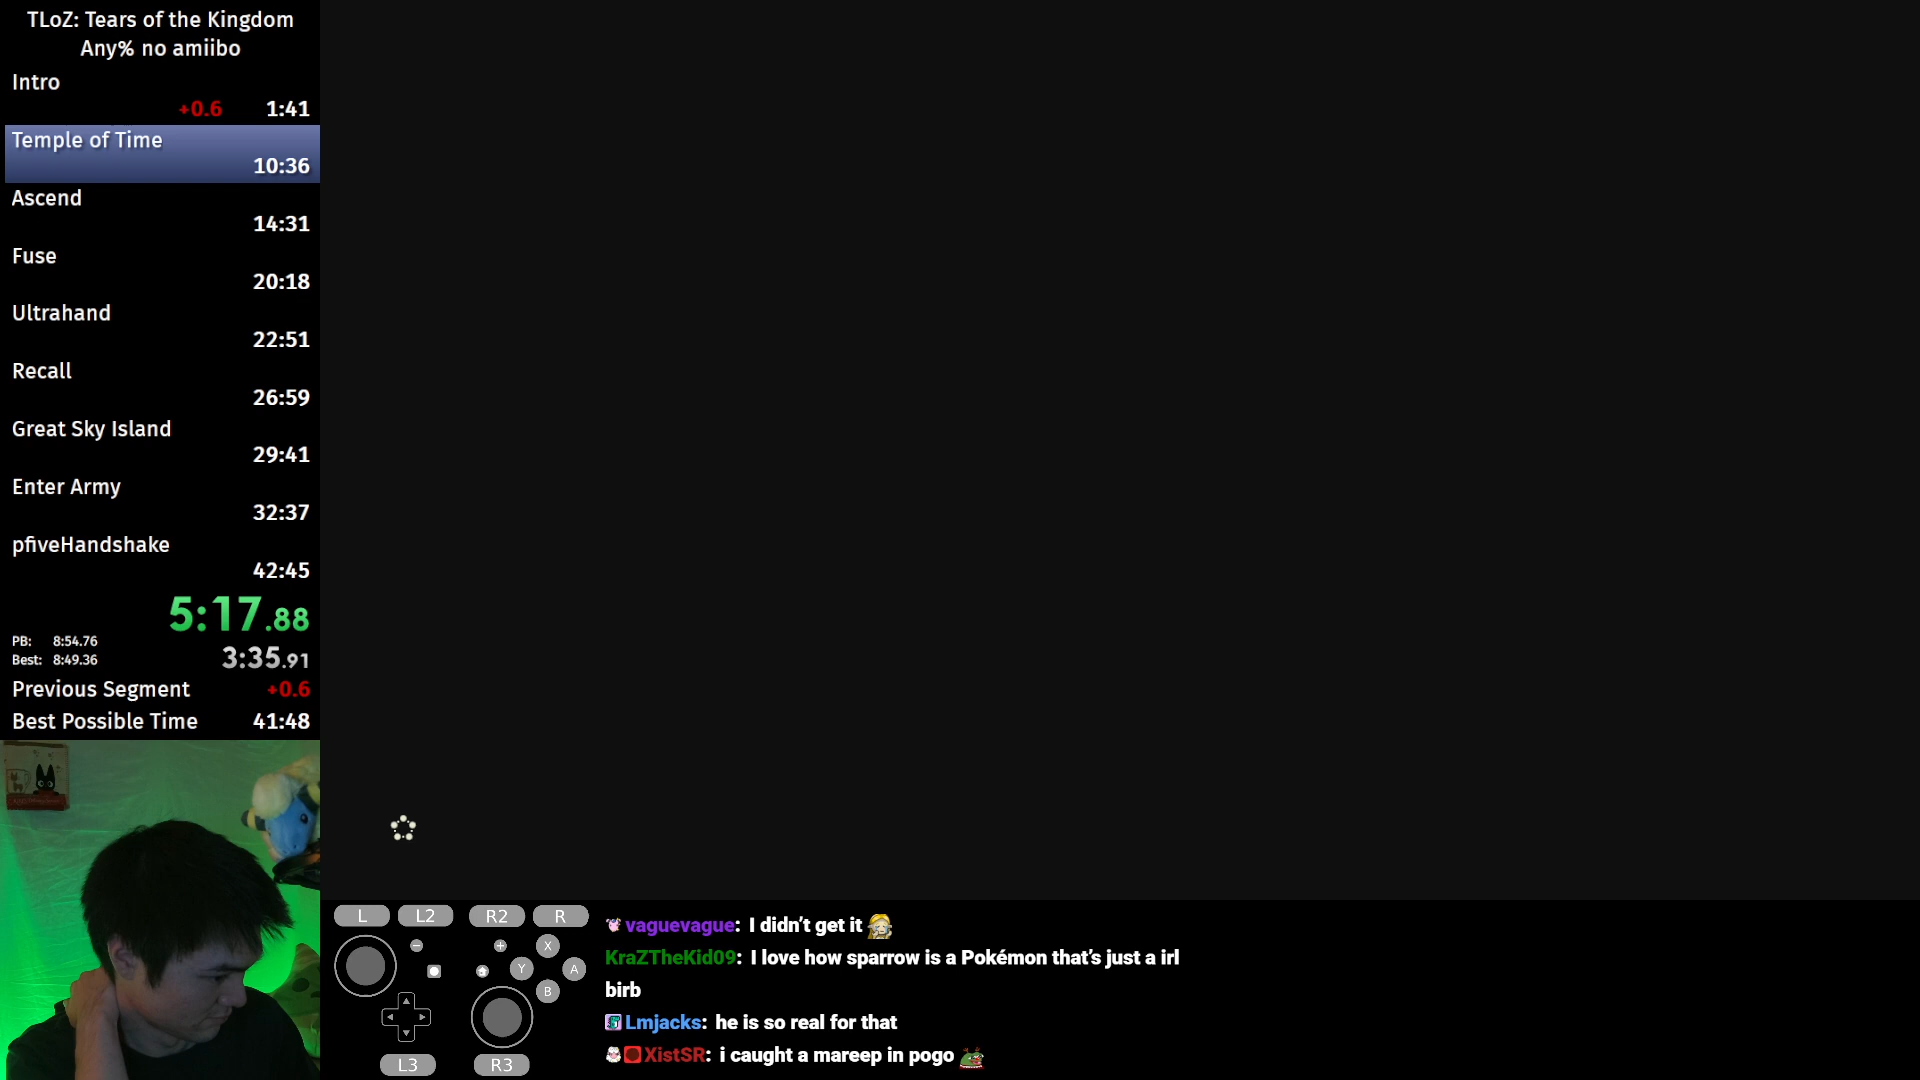 TLoZ: Tears of the Kingdom
Any% no amiibo
Intro
+0.6 1:41
Temple of Time
10:36
Ascend
14:31
Fuse
20:18
Ultrahand
22:51
Recall
26:59
Great Sky Island
29:41
Enter Army
32:37
pfiveHandshake
42:45
5:17.88
PB: 8:54.76
Best: 8:49.36
3:35.91
Previous Segment +0.6
Best Possible Time 41:48
L L2 R2 R
X
Y A
B
L3 R3
vaguevague: I didn’t get it
KraZTheKid09: I love how sparrow is a Pokémon that’s just a irl
birb
Lmjacks: he is so real for that
XistSR: i caught a mareep in pogo